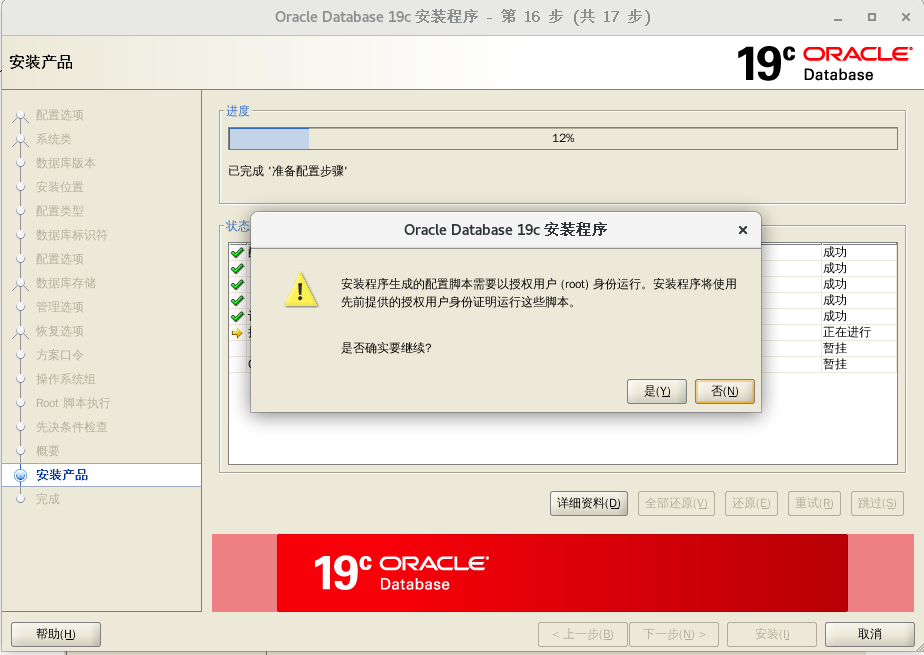 Oracle Database 19c 安装程序 - 第 16 步 (共 17 步)
安装产品
19c ORACLE
Database
配置选项
系统类
数据库版本
安装位置
配置类型
数据库标识符
配置选项
数据库存储
管理选项
恢复选项
方案口令
操作系统组
Root 脚本执行
先决条件检查
概要
安装产品
完成
进度
12%
已完成 '准备配置步骤'
状态
成功
成功
成功
成功
成功
正在进行
暂挂
暂挂
Oracle Database 19c 安装程序
安装程序生成的配置脚本需要以授权用户 (root) 身份运行。安装程序将使用
先前提供的授权用户身份证明运行这些脚本。
是否确实要继续?
是(Y)
否(N)
详细资料(D)
全部还原(V)
还原(E)
重试(R)
跳过(S)
19c ORACLE
Database
帮助(H)
< 上一步(B)
下一步(N) >
安装(I)
取消